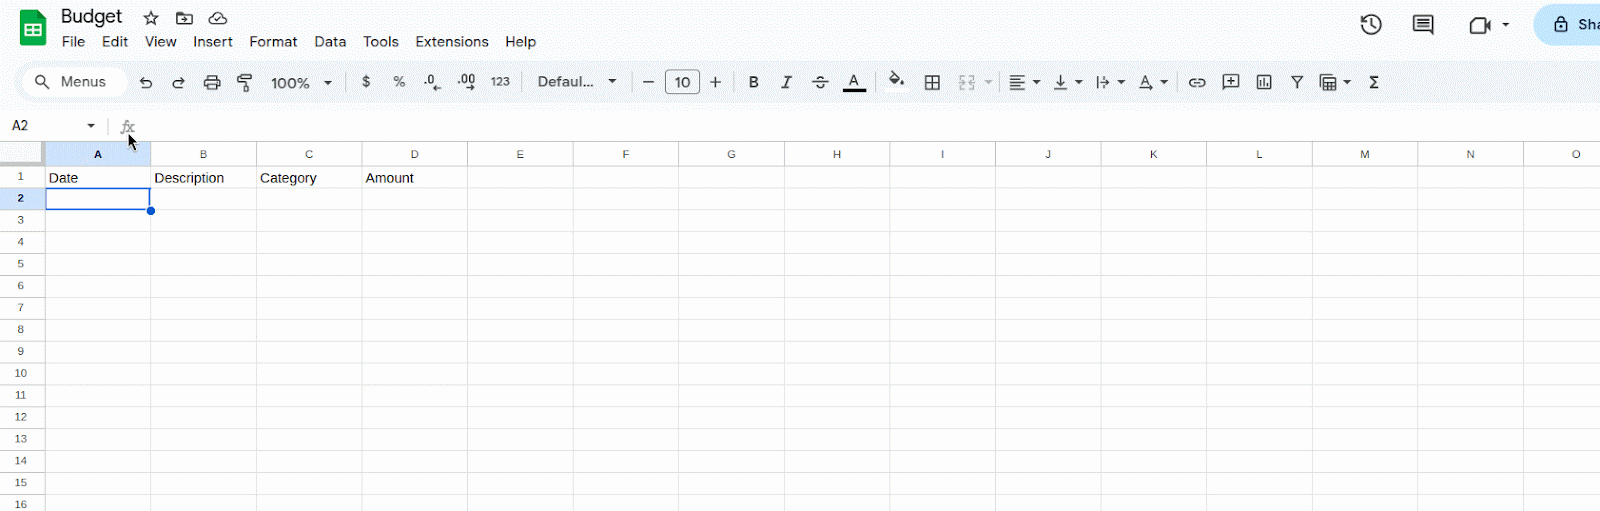 Budget
File Edit View Insert Format Data Tools Extensions Help
Menus 100% $ % .0 .00 123 Defaul... 10 B I A A Σ
A2 fx
A B C D E F G H I J K L M N O
1 Date Description Category Amount
2
3
4
5
6
7
8
9
10
11
12
13
14
15
16